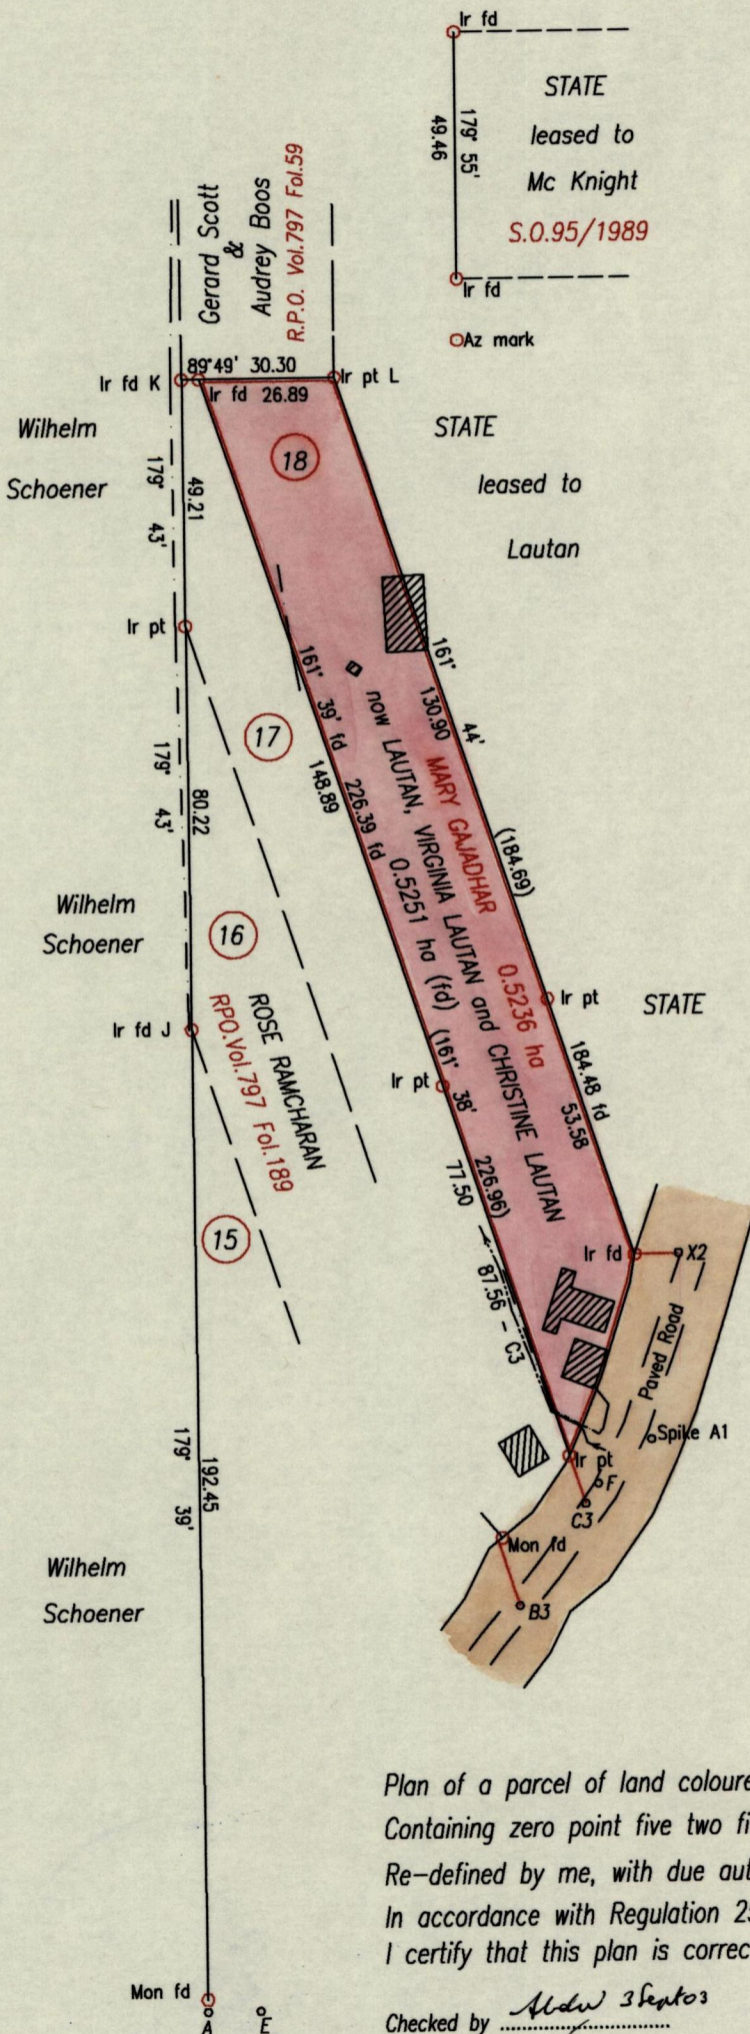 Ir fd
STATE
leased to
Mc Knight
S.O.95/1989
179° 55'
49.46
Ir fd
Az mark
Gerard Scott
&
Audrey Boos
R.P.O. Vol.797 Fol.59
89°49' 30.30
Ir fd K
Ir fd 26.89
Ir pt L
Wilhelm
Schoener
179° 43'
49.21
18
STATE
leased to
Lautan
Ir pt
161° 44'
130.90
(184.69)
161° 39' fd 226.39 fd
148.89
17
179° 43'
80.22
MARY GAJADHAR 0.5236 ha
now LAUTAN, VIRGINIA LAUTAN and CHRISTINE LAUTAN
0.5251 ha (fd)
Wilhelm
Schoener
16
Ir fd J
ROSE RAMCHARAN
RPO.Vol.797 Fol.189
Ir pt
STATE
184.48 fd
53.58
Ir pt
(161° 38' 226.96)
77.50
15
87.56 - C3
Ir fd
X2
Paved Road
Spike A1
Ir pt
F
C3
Mon fd
B3
179° 39'
192.45
Wilhelm
Schoener
Plan of a parcel of land coloure
Containing zero point five two fi
Re-defined by me, with due aut
In accordance with Regulation 2
I certify that this plan is correc
Mon fd
A
E
Checked by 3 Sept 03